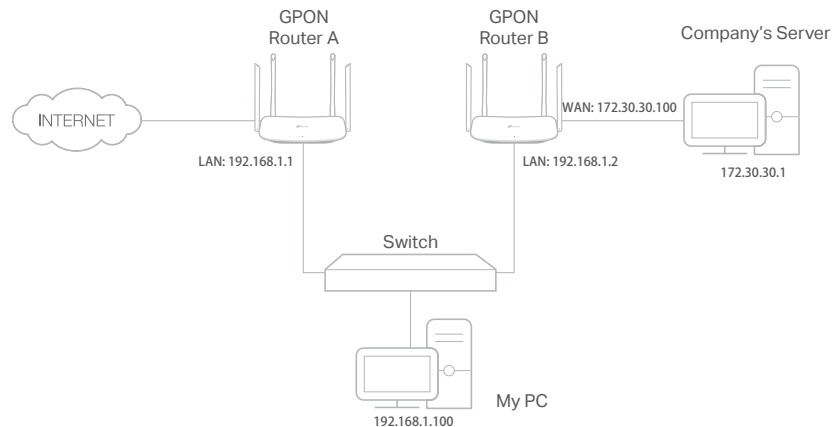 GPON
Router A
GPON
Router B
Company's Server
INTERNET
WAN: 172.30.30.100
LAN: 192.168.1.1
LAN: 192.168.1.2
172.30.30.1
Switch
My PC
192.168.1.100